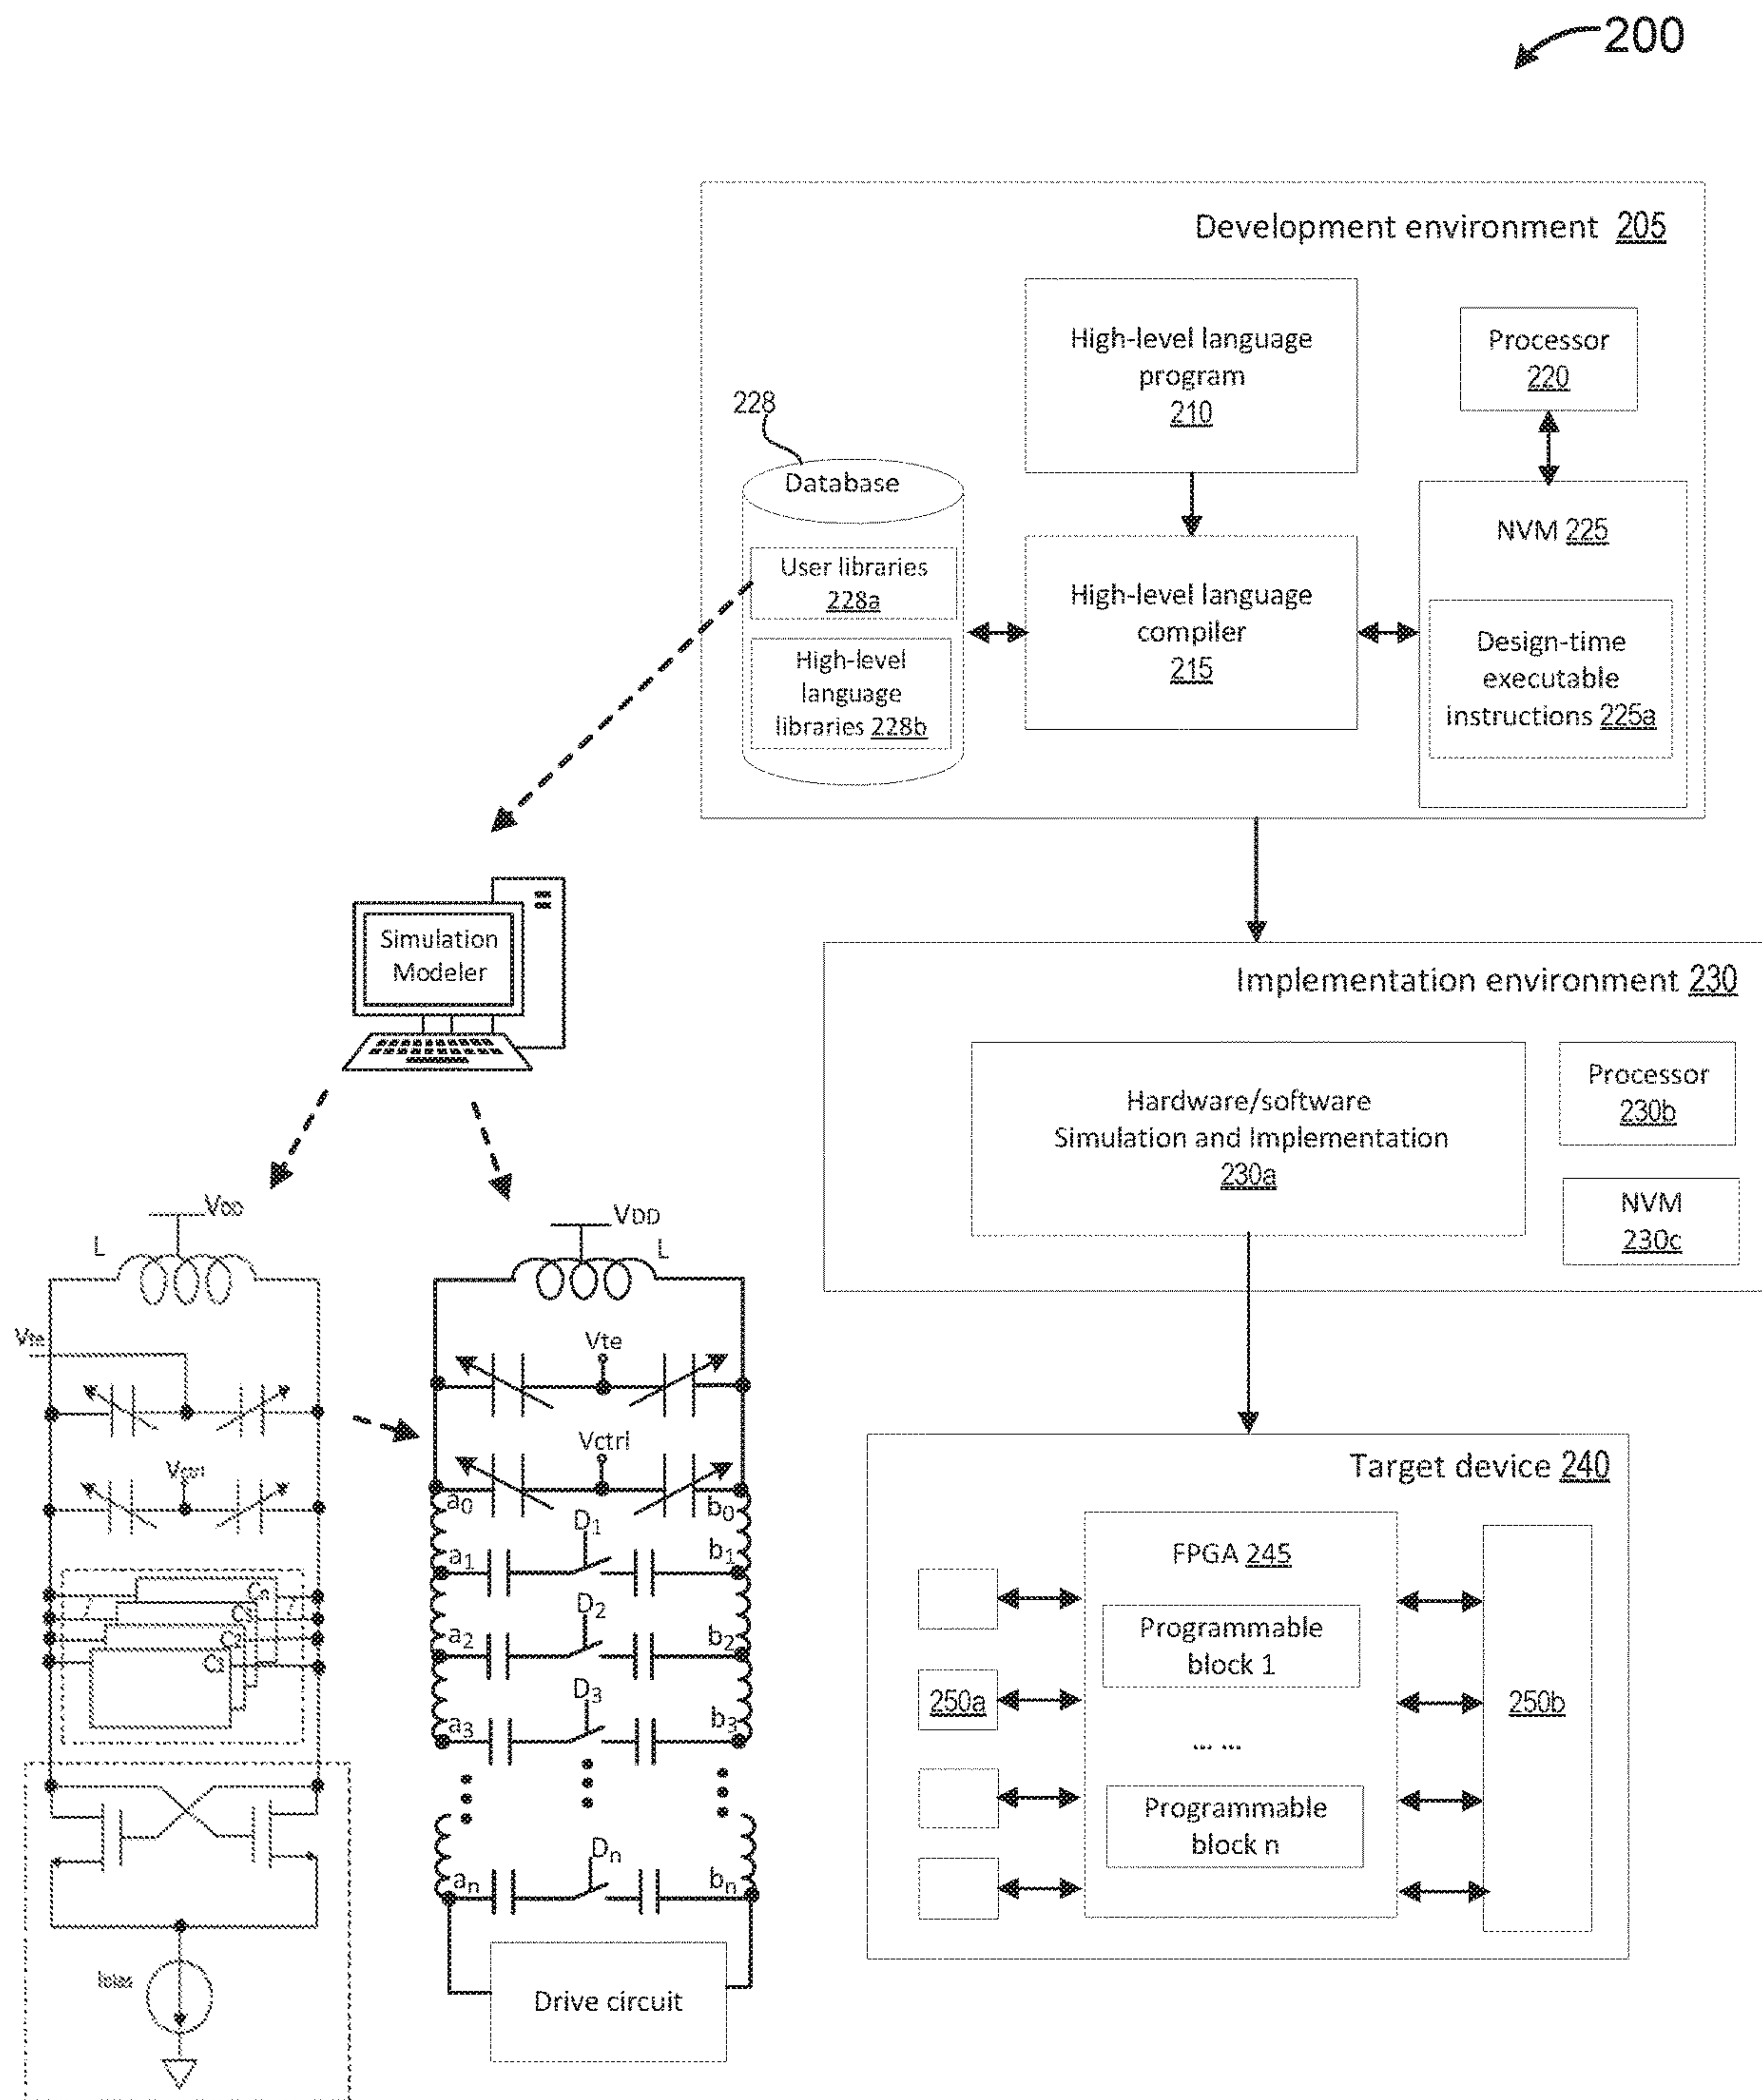 200
Development environment 205
High-level language
program
210
Processor
220
228
Database
User libraries
228a
High-level
language
libraries 228b
High-level language
compiler
215
NVM 225
Design-time
executable
instructions 225a
Simulation
Modeler
Implementation environment 230
Hardware/software
Simulation and Implementation
230a
Processor
230b
NVM
230c
VDD
L
Vte
VDD
L
Vte
Vctrl
a0
b0
D1
a1
b1
D2
a2
b2
D3
a3
b3
Dn
an
bn
Drive circuit
C2
C1
Ibias
Target device 240
FPGA 245
Programmable
block 1
... ...
Programmable
block n
250a
250b